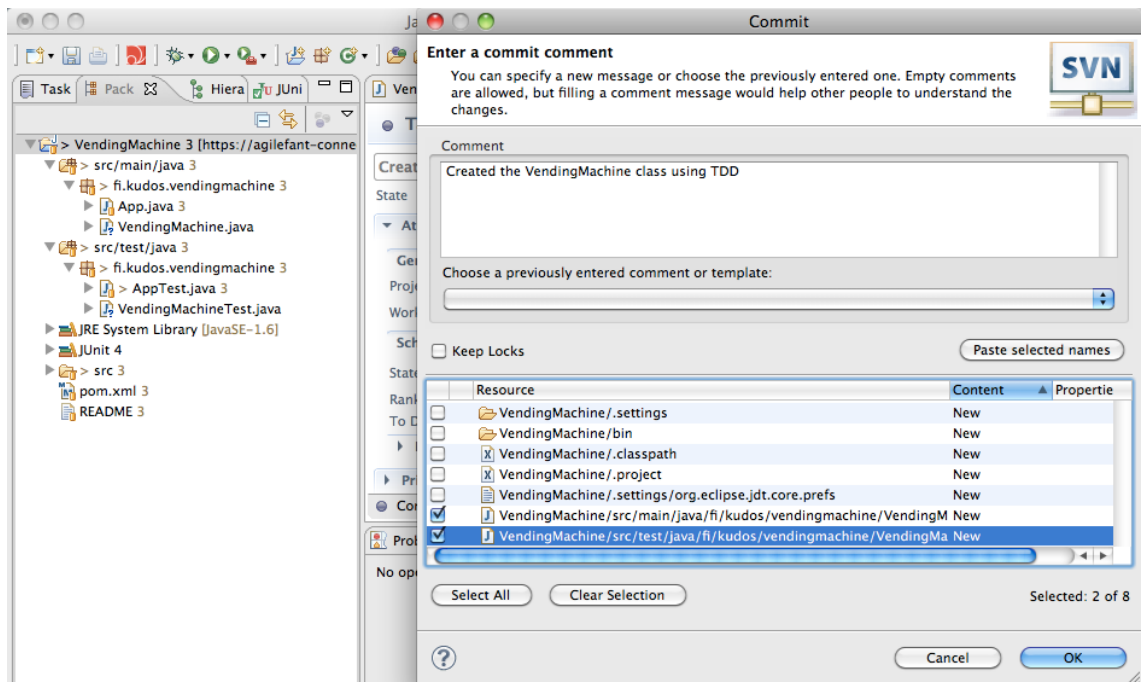 Commit
Task Pack Hiera JUni
> VendingMachine 3 [https://agilefant-conne
> src/main/java 3
> fi.kudos.vendingmachine 3
> App.java 3
> VendingMachine.java
> src/test/java 3
> fi.kudos.vendingmachine 3
> AppTest.java 3
> VendingMachineTest.java
JRE System Library [JavaSE-1.6]
JUnit 4
> src 3
pom.xml 3
README 3
Ven
T
Creat
State
At
Gei
Proje
Worl
Sch
State
Rank
To D
Pri
Cor
Prob
No ope
Enter a commit comment
You can specify a new message or choose the previously entered one. Empty comments
are allowed, but filling a comment message would help other people to understand the
changes.
SVN
Comment
Created the VendingMachine class using TDD
Choose a previously entered comment or template:
Keep Locks
Paste selected names
Resource Content Propertie
VendingMachine/.settings New
VendingMachine/bin New
VendingMachine/.classpath New
VendingMachine/.project New
VendingMachine/.settings/org.eclipse.jdt.core.prefs New
VendingMachine/src/main/java/fi/kudos/vendingmachine/VendingM New
VendingMachine/src/test/java/fi/kudos/vendingmachine/VendingMa New
Select All Clear Selection Selected: 2 of 8
? Cancel OK